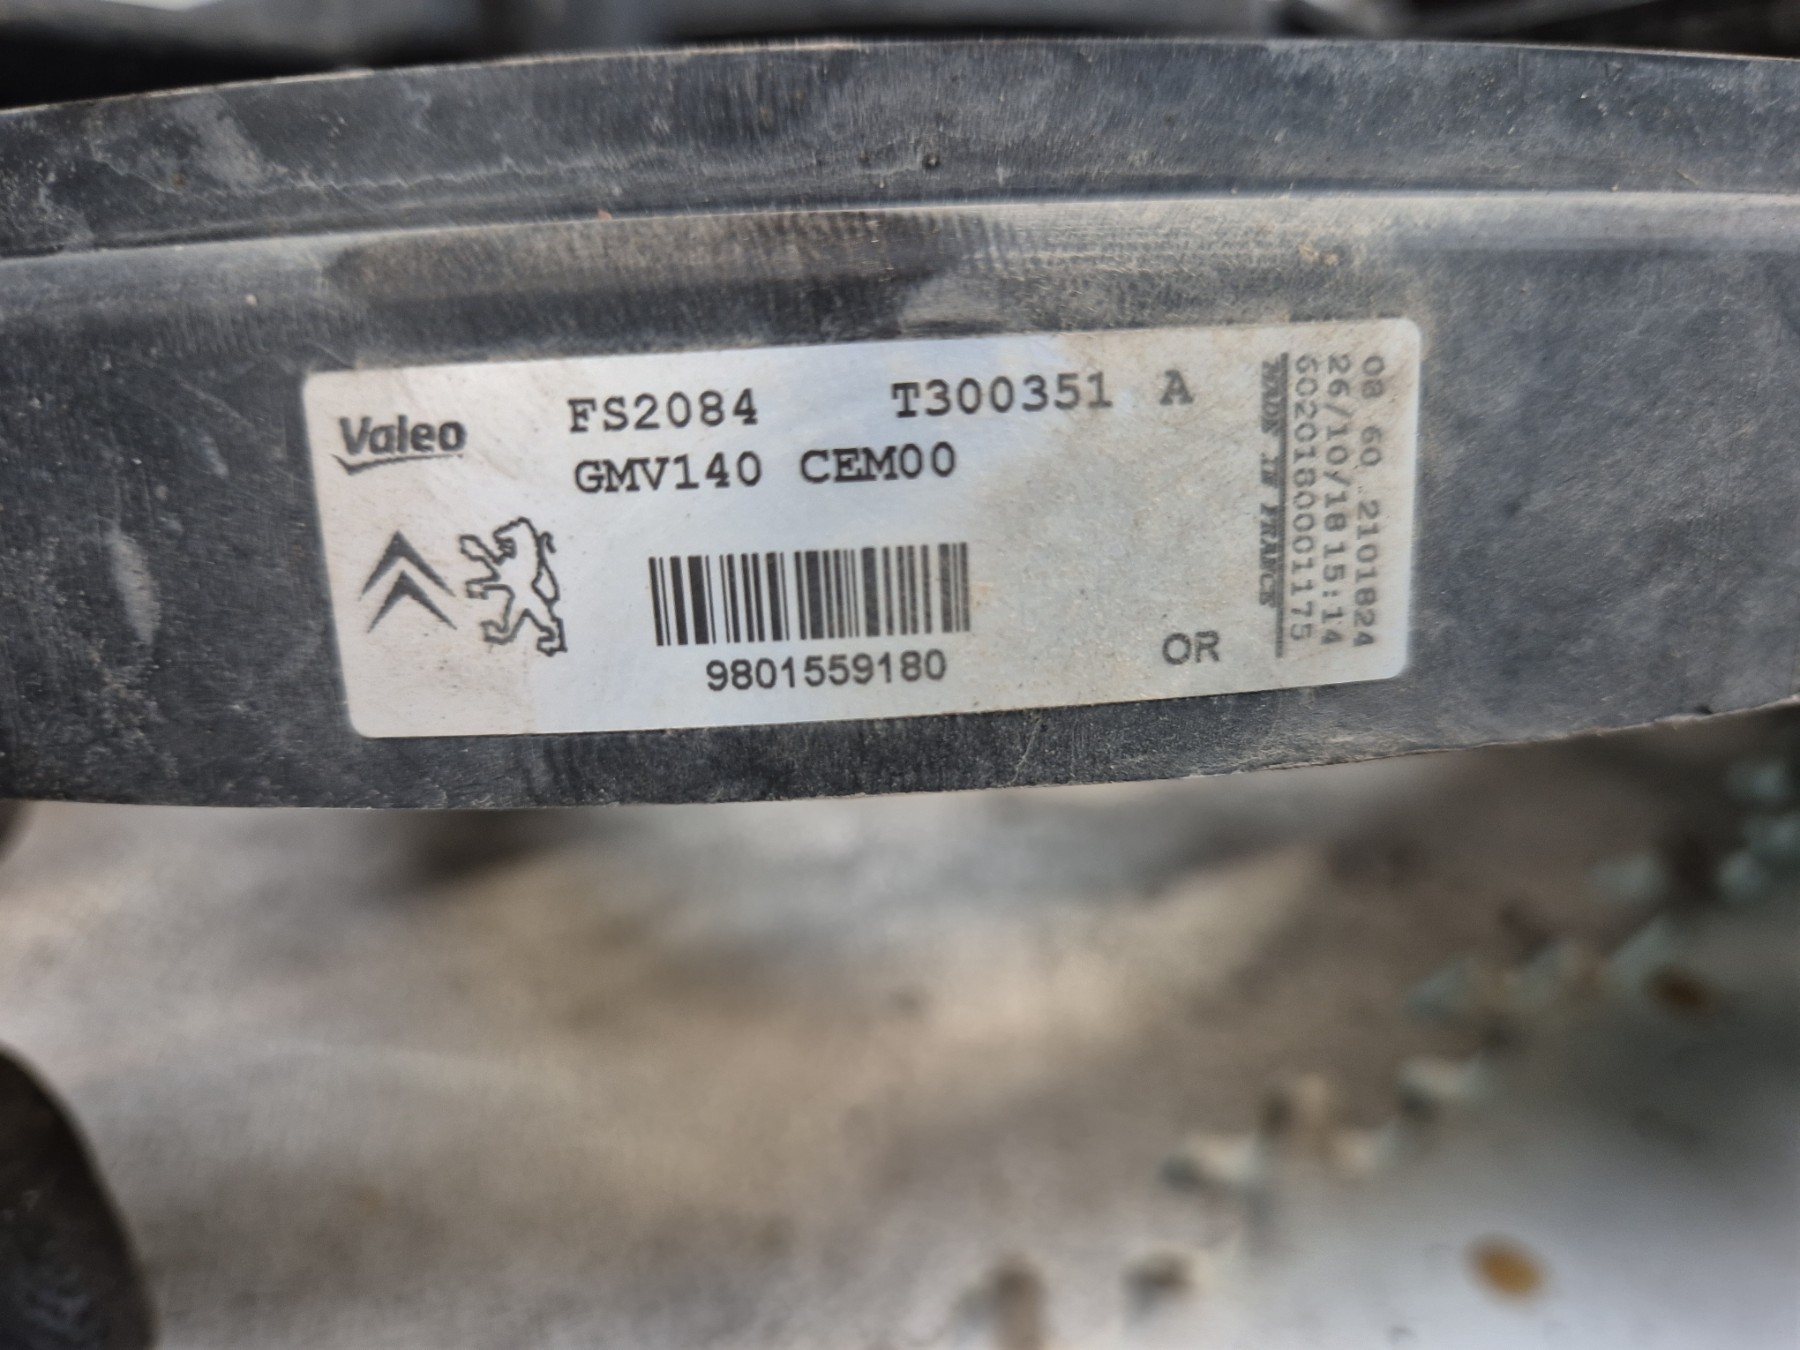 Valeo
FS2084 T300351 A
GMV140 CEM00
9801559180
OR
08 60 2101824
26/10/18 15:14
6020180001175
MADE IN FRANCE